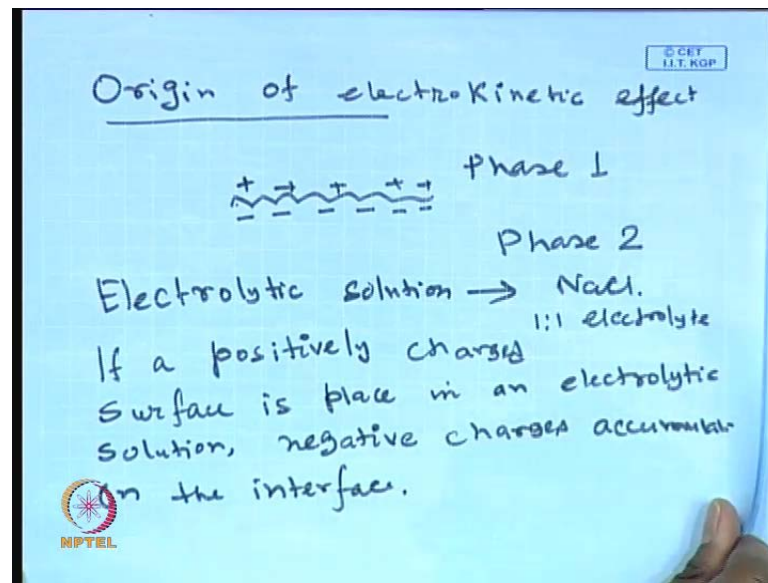 © CET
I.I.T. KGP
Origin of electrokinetic effect
+ + + + + Phase 1
– – – – – –
Phase 2
Electrolytic solution → NaCl.
1:1 electrolyte
If a positively charged
surface is place in an electrolytic
solution, negative charges accumulate
on the interface.
NPTEL